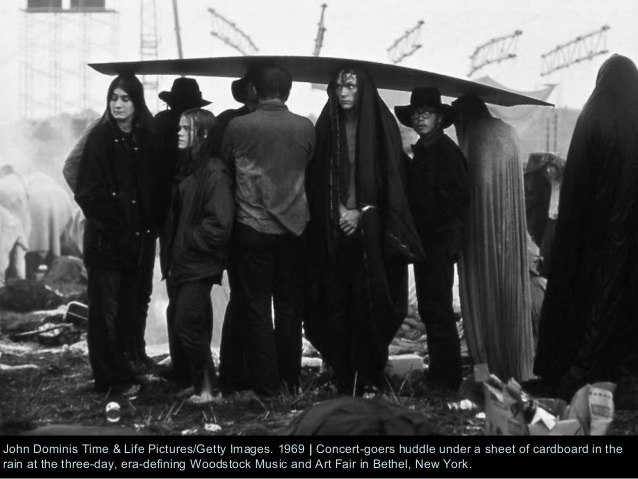 John Dominis Time & Life Pictures/Getty Images. 1969 | Concert-goers huddle under a sheet of cardboard in the
rain at the three-day, era-defining Woodstock Music and Art Fair in Bethel, New York.